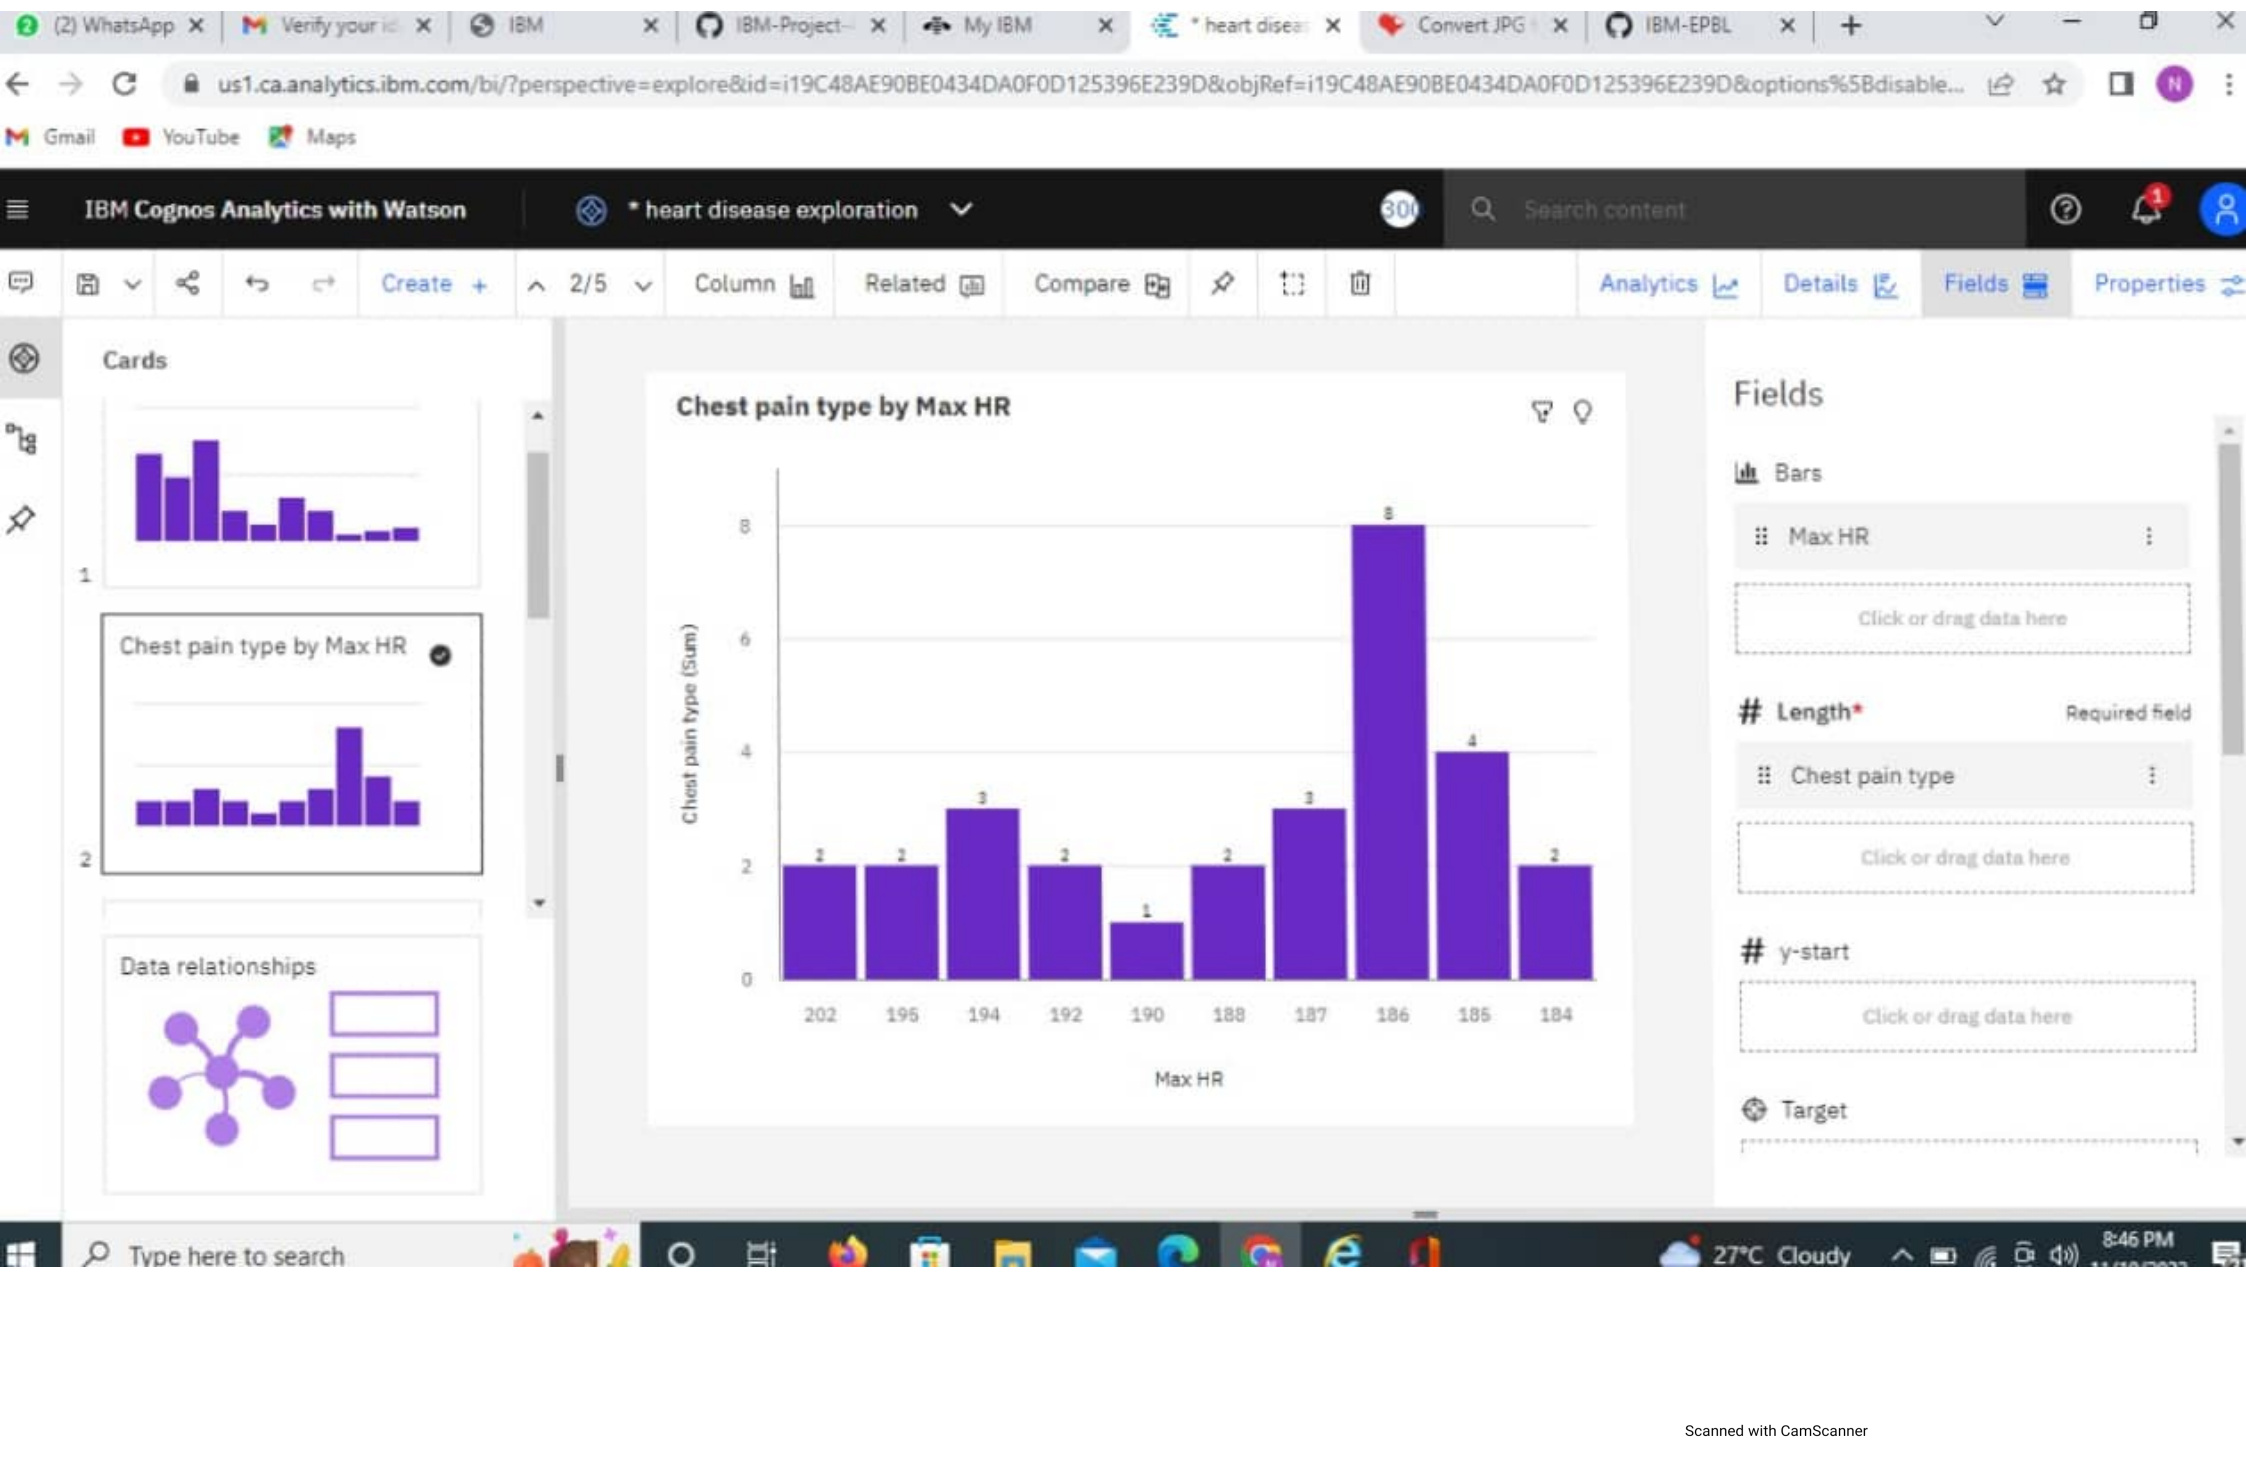 (2) WhatsApp
Verify your i
IBM
IBM-Project-
My IBM
* heart diseas
Convert JPG
IBM-EPBL
us1.ca.analytics.ibm.com/bi/?perspective=explore&id=i19C48AE90BE0434DA0F0D125396E239D&objRef=i19C48AE90BE0434DA0F0D125396E239D&options%5Bdisable...
N
Gmail
YouTube
Maps
IBM Cognos Analytics with Watson
* heart disease exploration
30
Search content
1
Create +
2/5
Column
Related
Compare
Analytics
Details
Fields
Properties
Cards
1
Chest pain type by Max HR
2
Data relationships
Chest pain type by Max HR
Chest pain type (Sum)
8
6
4
2
0
2
2
3
2
1
2
3
8
4
2
202
195
194
192
190
188
187
186
185
184
Max HR
Fields
Bars
Max HR
Click or drag data here
# Length*
Required field
Chest pain type
Click or drag data here
# y-start
Click or drag data here
Target
Type here to search
27°C Cloudy
8:46 PM
Scanned with CamScanner